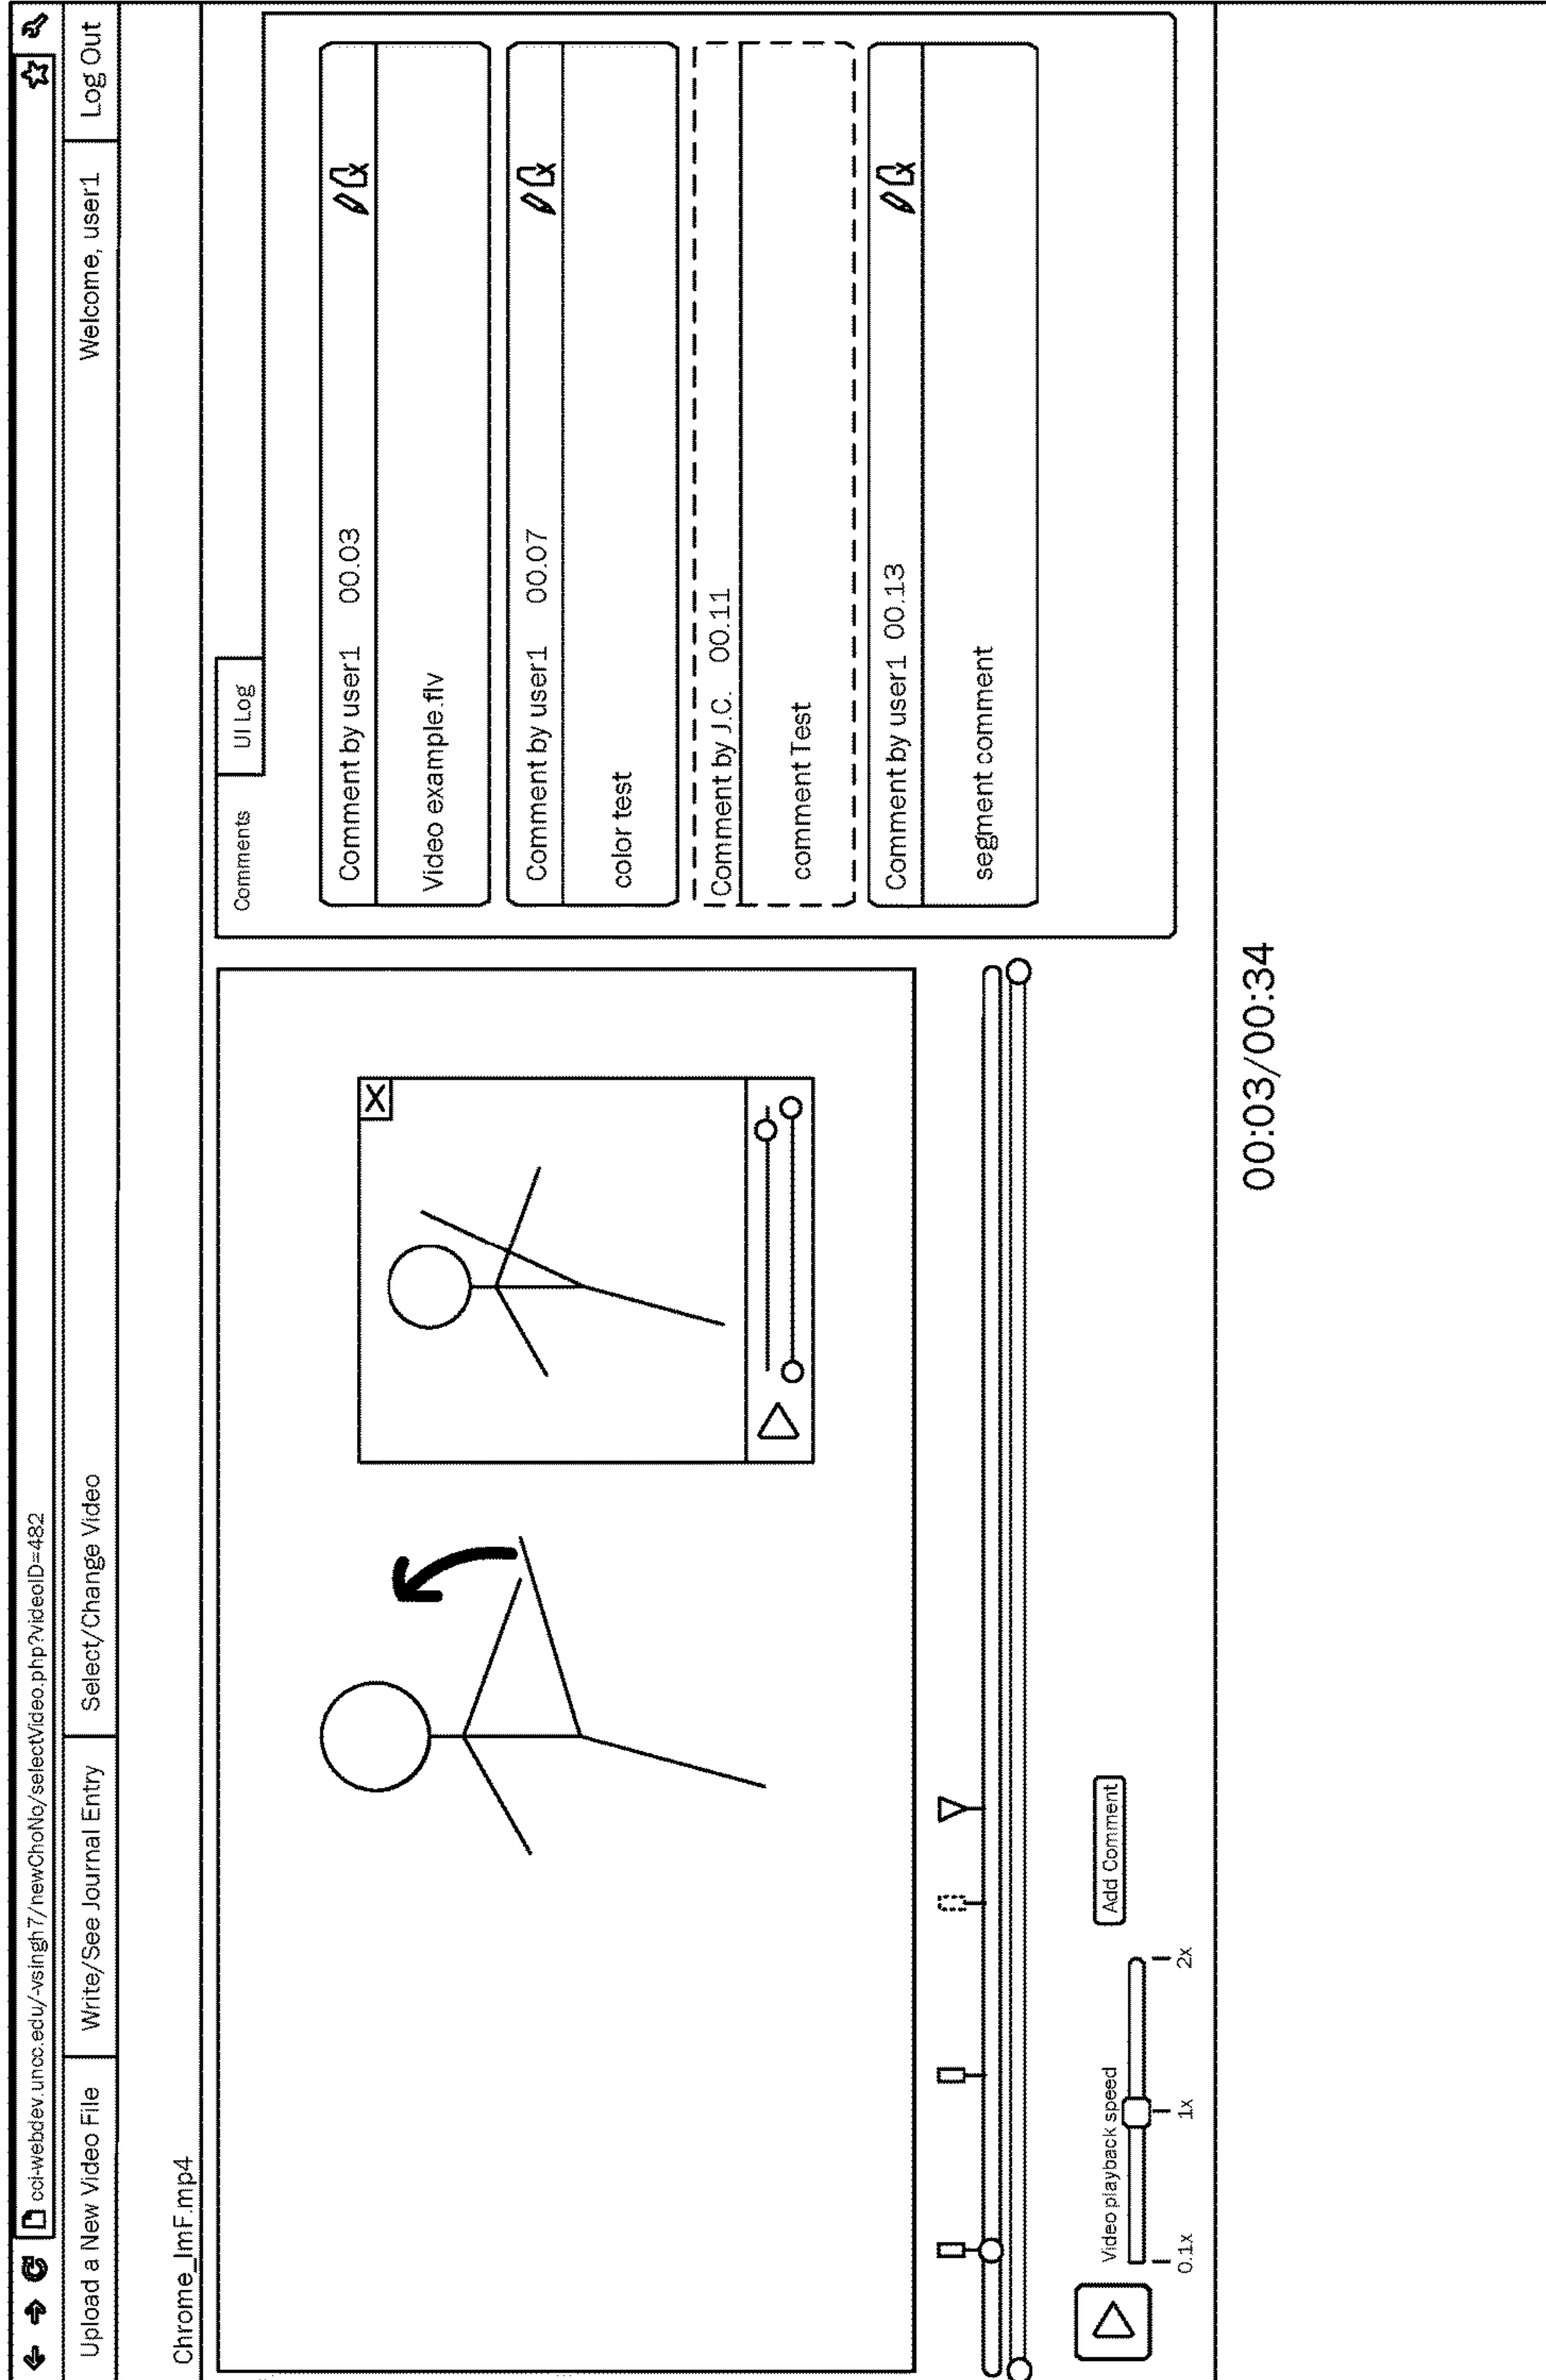 cci-webdev.uncc.edu/-vsingh7/newChoNo/selectVideo.php?videoID=482
Upload a New Video File Write/See Journal Entry Select/Change Video Welcome, user1 Log Out
Chrome_ImF.mp4
Comments UI Log
Comment by user1 00.03
Video example.flv
Comment by user1 00.07
color test
Comment by J.C. 00.11
comment Test
Comment by user1 00.13
segment comment
X
Video playback speed
0.1x 1x 2x
Add Comment
00:03/00:34